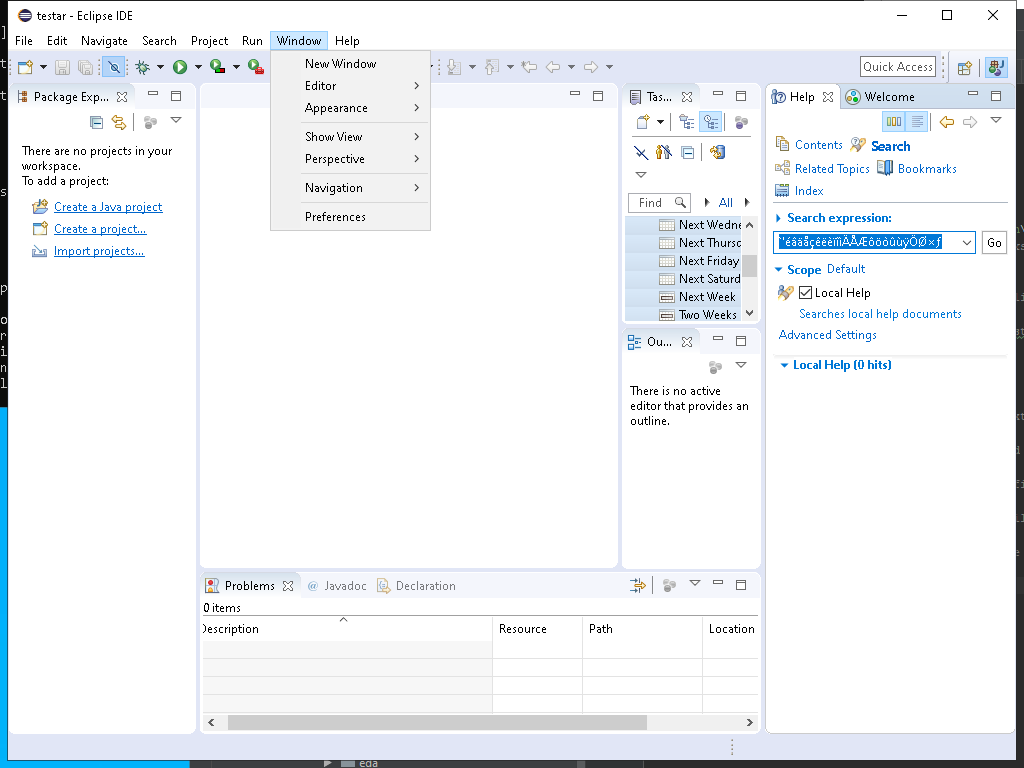 testar - Eclipse IDE
File Edit Navigate Search Project Run Window Help
New Window
Editor
Appearance
Show View
Perspective
Navigation
Preferences
Quick Access
Package Exp...
There are no projects in your
workspace.
To add a project:
Create a Java project
Create a project...
Import projects...
Tas...
Find
All
Next Wedne
Next Thursd
Next Friday
Next Saturd
Next Week
Two Weeks
Ou...
There is no active
editor that provides an
outline.
Help
Welcome
Contents
Search
Related Topics
Bookmarks
Index
Search expression:
Go
Scope Default
Local Help
Searches local help documents
Advanced Settings
Local Help (0 hits)
Problems
@ Javadoc
Declaration
0 items
Description
Resource
Path
Location
eda